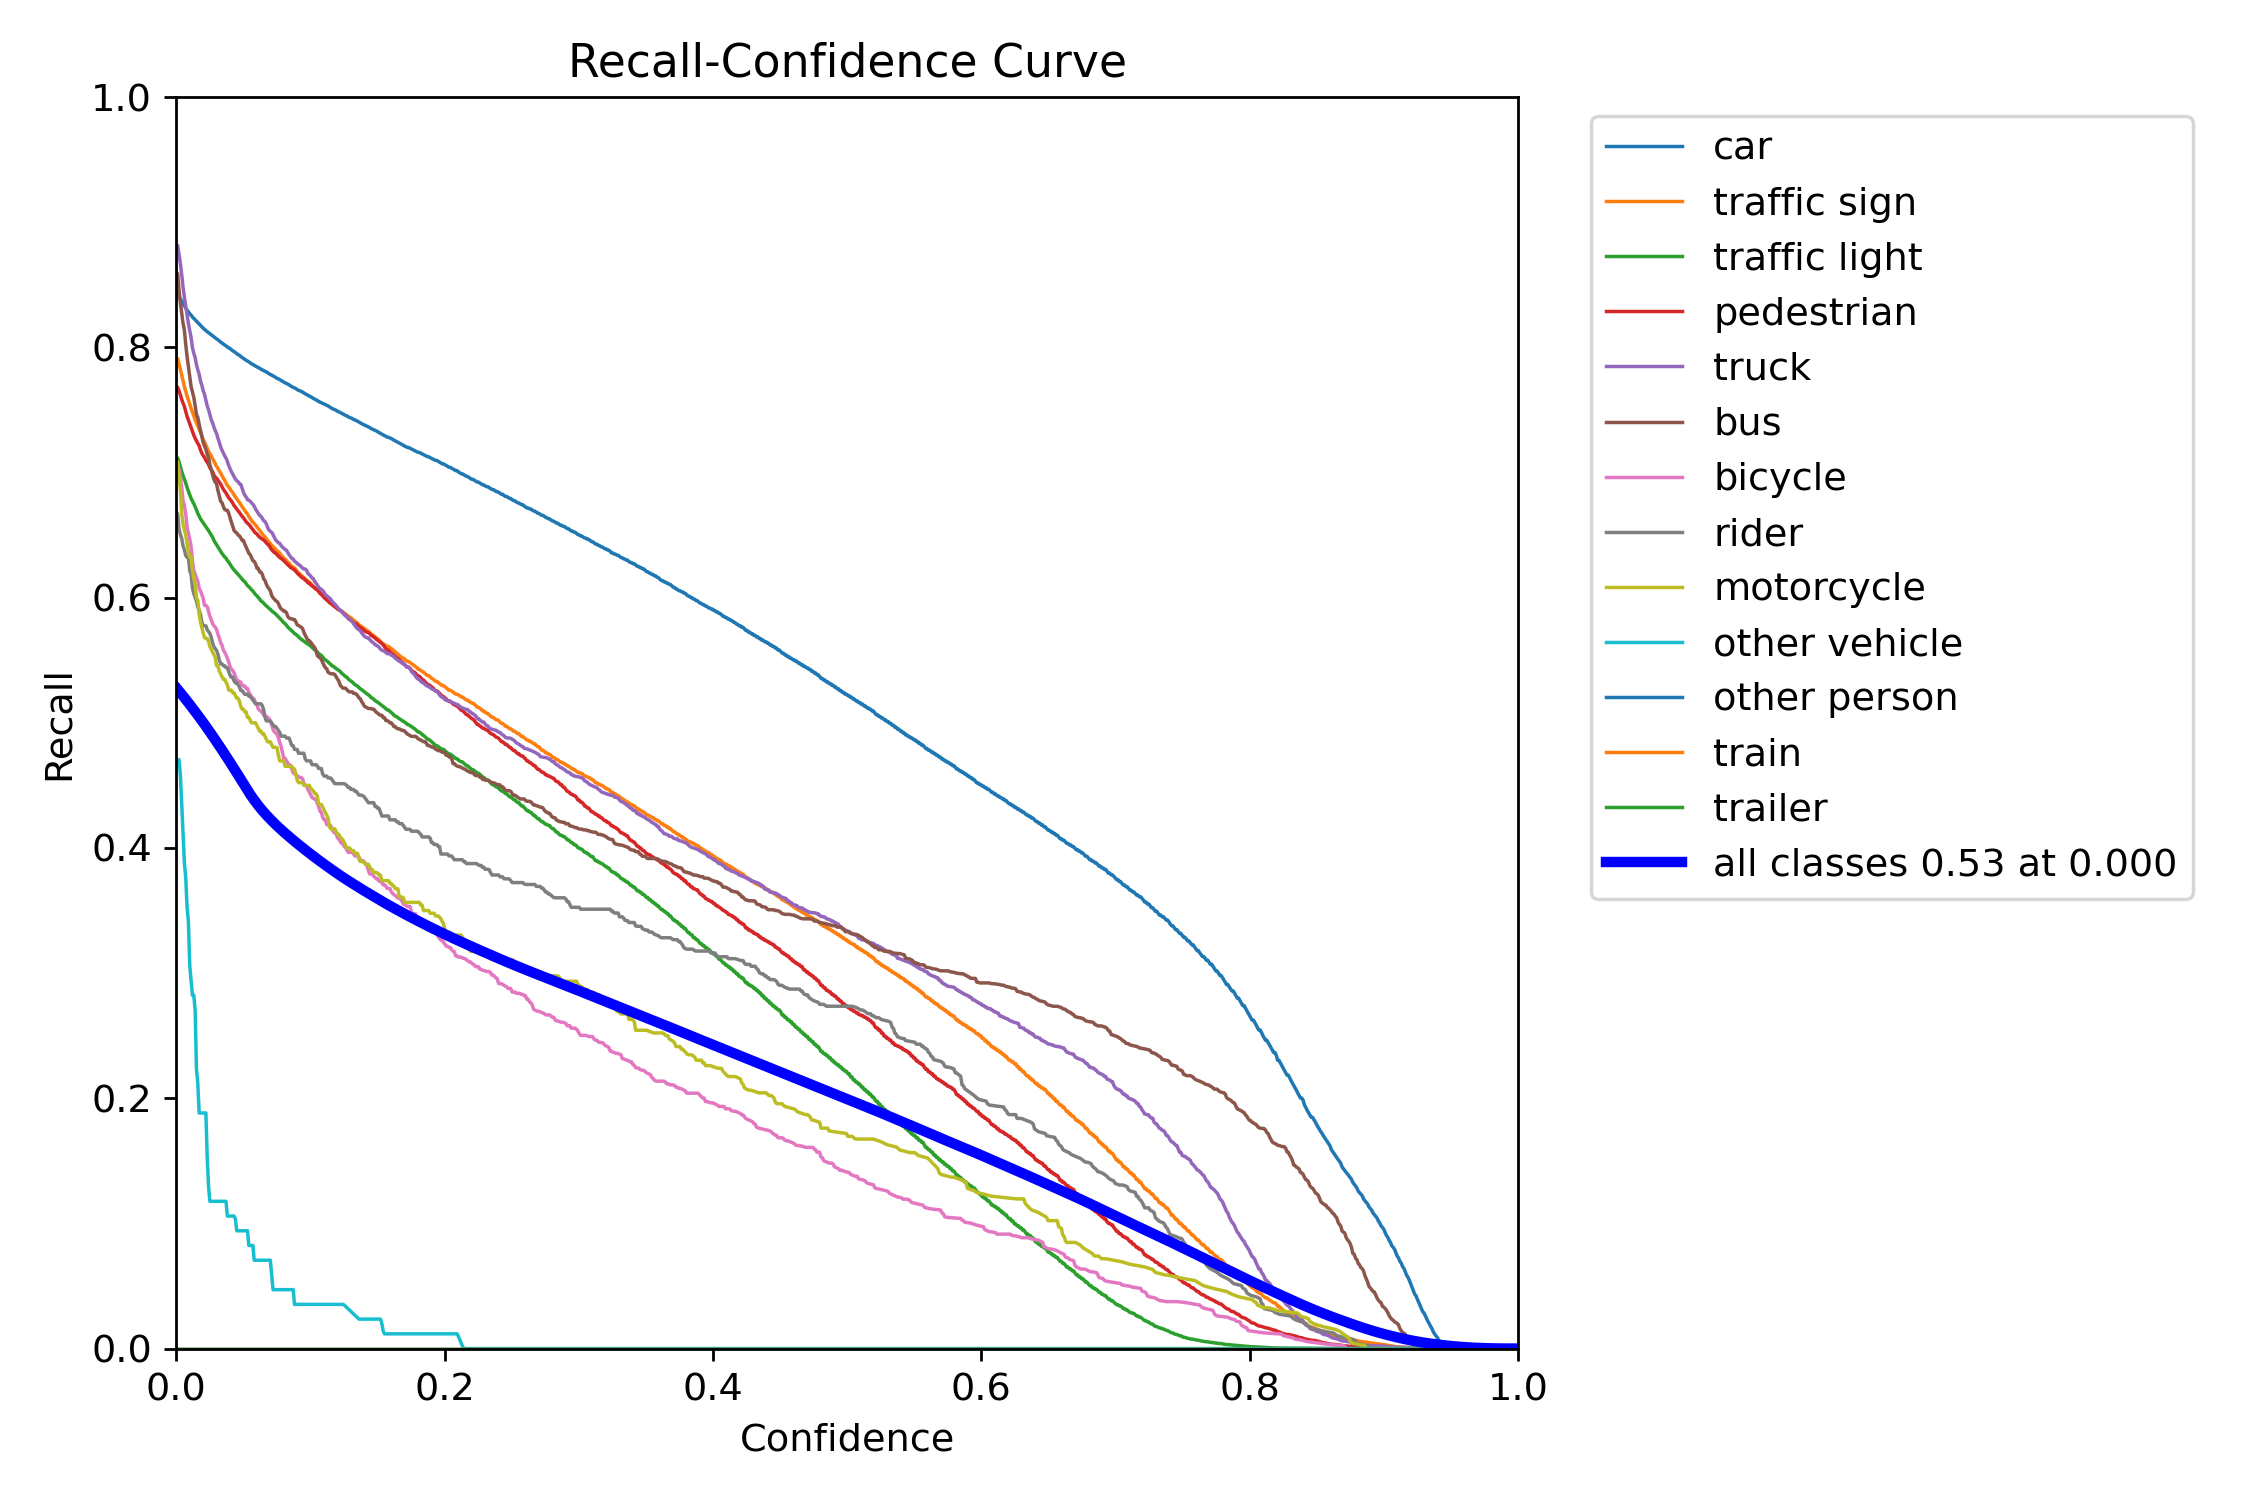 Recall-Confidence Curve
1.0
0.8
0.6
0.4
0.2
0.0
Recall
0.0 0.2 0.4 0.6 0.8 1.0
Confidence
car
traffic sign
traffic light
pedestrian
truck
bus
bicycle
rider
motorcycle
other vehicle
other person
train
trailer
all classes 0.53 at 0.000